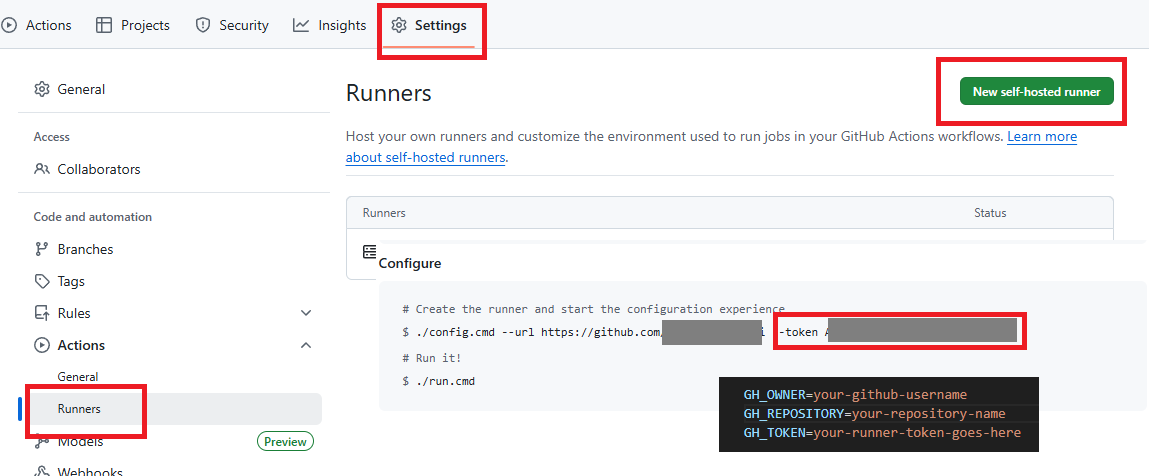 Actions Projects Security Insights Settings
General
Access
Collaborators
Code and automation
Branches
Tags
Rules
Actions
General
Runners
Models Preview
Webhooks
Runners
New self-hosted runner
Host your own runners and customize the environment used to run jobs in your GitHub Actions workflows. Learn more
about self-hosted runners.
Runners Status
Configure
# Create the runner and start the configuration experience
$ ./config.cmd --url https://github.com/ i --token A
# Run it!
$ ./run.cmd
GH_OWNER=your-github-username
GH_REPOSITORY=your-repository-name
GH_TOKEN=your-runner-token-goes-here